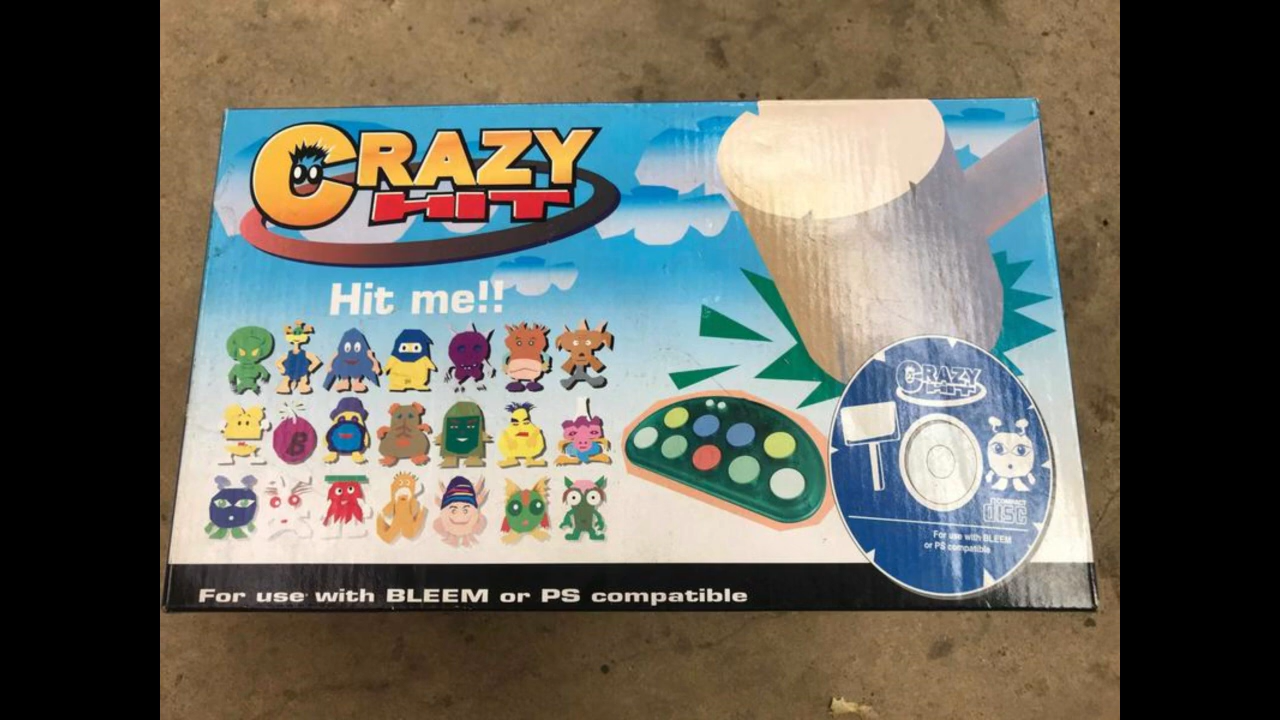 CRAZY
HIT
Hit me!!
B
CRAZY
HIT
COMPACT
DISC
For use with BLEEM
or PS compatible
For use with BLEEM or PS compatible